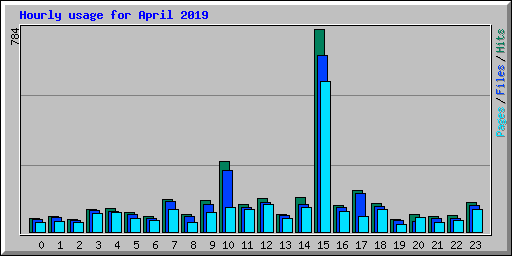 Hourly usage for April 2019
784
Pages / Files / Hits
0 1 2 3 4 5 6 7 8 9 10 11 12 13 14 15 16 17 18 19 20 21 22 23